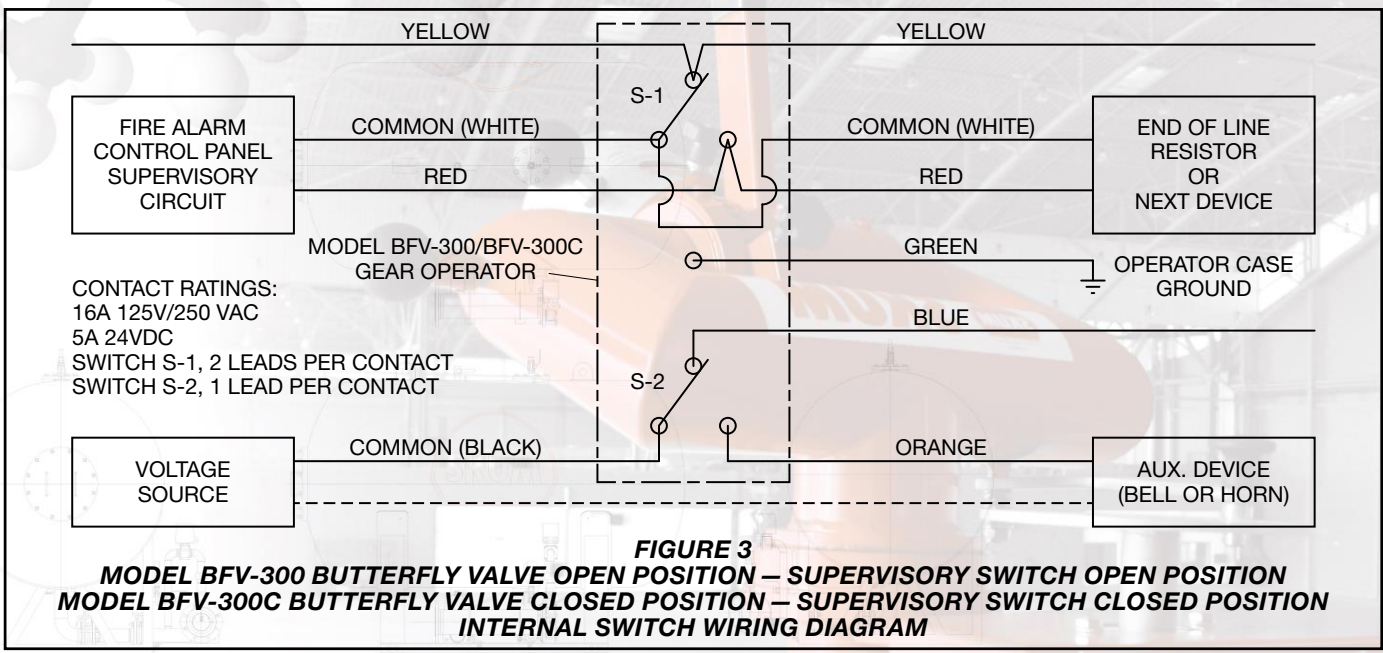 YELLOW
YELLOW
S-1
FIRE ALARM
CONTROL PANEL
SUPERVISORY
CIRCUIT
COMMON (WHITE)
COMMON (WHITE)
RED
RED
END OF LINE
RESISTOR
OR
NEXT DEVICE
MODEL BFV-300/BFV-300C
GEAR OPERATOR
GREEN
OPERATOR CASE
GROUND
CONTACT RATINGS:
16A 125V/250 VAC
5A 24VDC
SWITCH S-1, 2 LEADS PER CONTACT
SWITCH S-2, 1 LEAD PER CONTACT
BLUE
S-2
VOLTAGE
SOURCE
COMMON (BLACK)
ORANGE
AUX. DEVICE
(BELL OR HORN)
FIGURE 3
MODEL BFV-300 BUTTERFLY VALVE OPEN POSITION — SUPERVISORY SWITCH OPEN POSITION
MODEL BFV-300C BUTTERFLY VALVE CLOSED POSITION — SUPERVISORY SWITCH CLOSED POSITION
INTERNAL SWITCH WIRING DIAGRAM